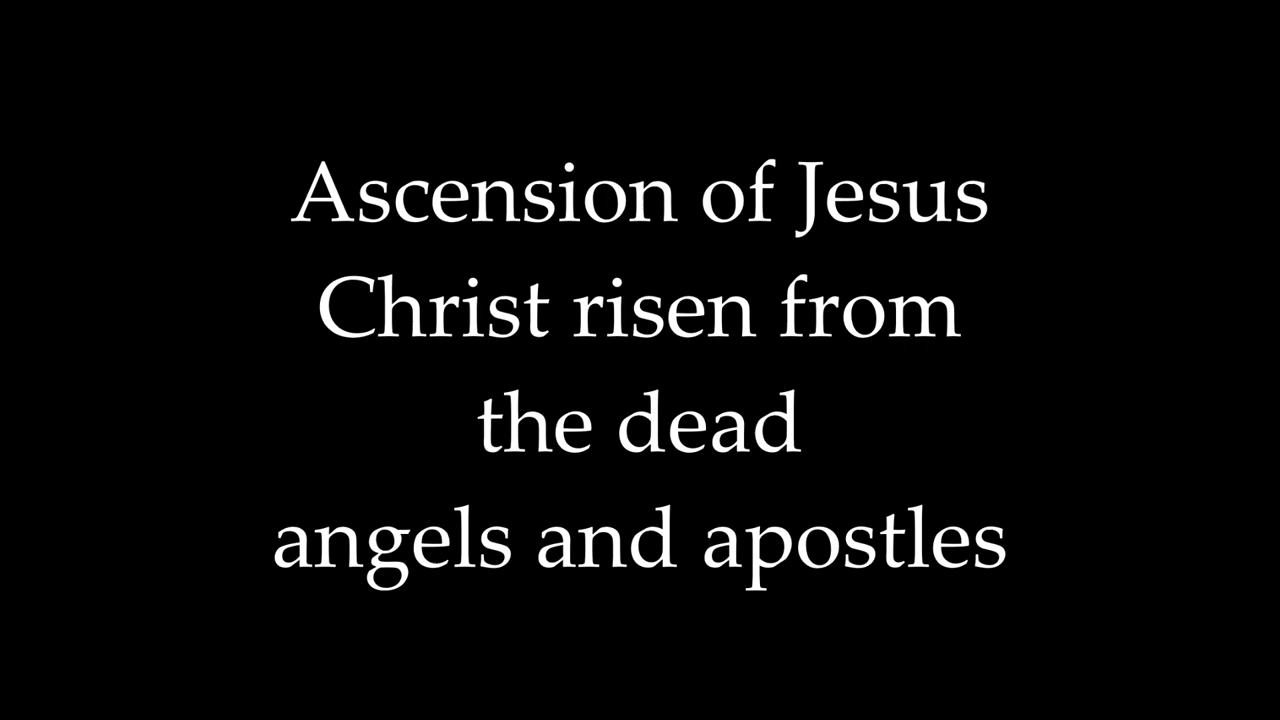 Ascension of Jesus
Christ risen from
the dead
angels and apostles